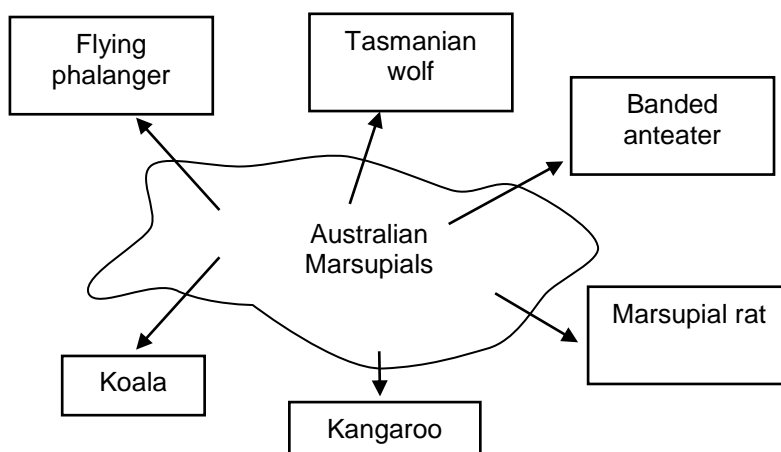 Flying
phalanger
Tasmanian
wolf
Banded
anteater
Australian
Marsupials
Marsupial rat
Koala
Kangaroo